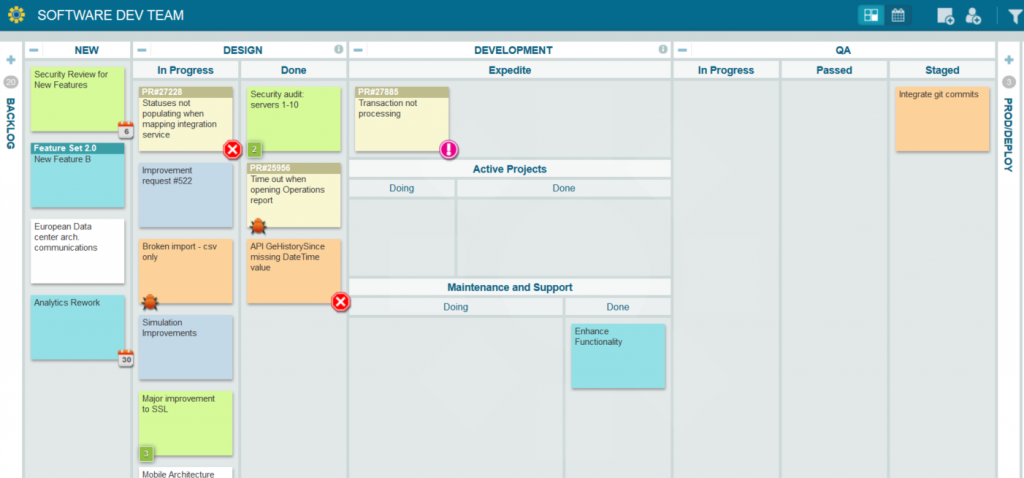 SOFTWARE DEV TEAM
20
BACKLOG
NEW
Security Review for
New Features
6
Feature Set 2.0
New Feature B
European Data
center arch.
communications
Analytics Rework
30
DESIGN
In Progress
PR#27228
Statuses not
populating when
mapping integration
service
Improvement
request #522
Broken import - csv
only
Simulation
Improvements
Major improvement
to SSL
3
Mobile Architecture
Done
Security audit:
servers 1-10
2
PR#25956
Time out when
opening Operations
report
API GeHistorySince
missing DateTime
value
DEVELOPMENT
Expedite
PR#27885
Transaction not
processing
Active Projects
Doing
Done
Maintenance and Support
Doing
Done
Enhance
Functionality
QA
In Progress
Passed
Staged
Integrate git commits
PROD/DEPLOY